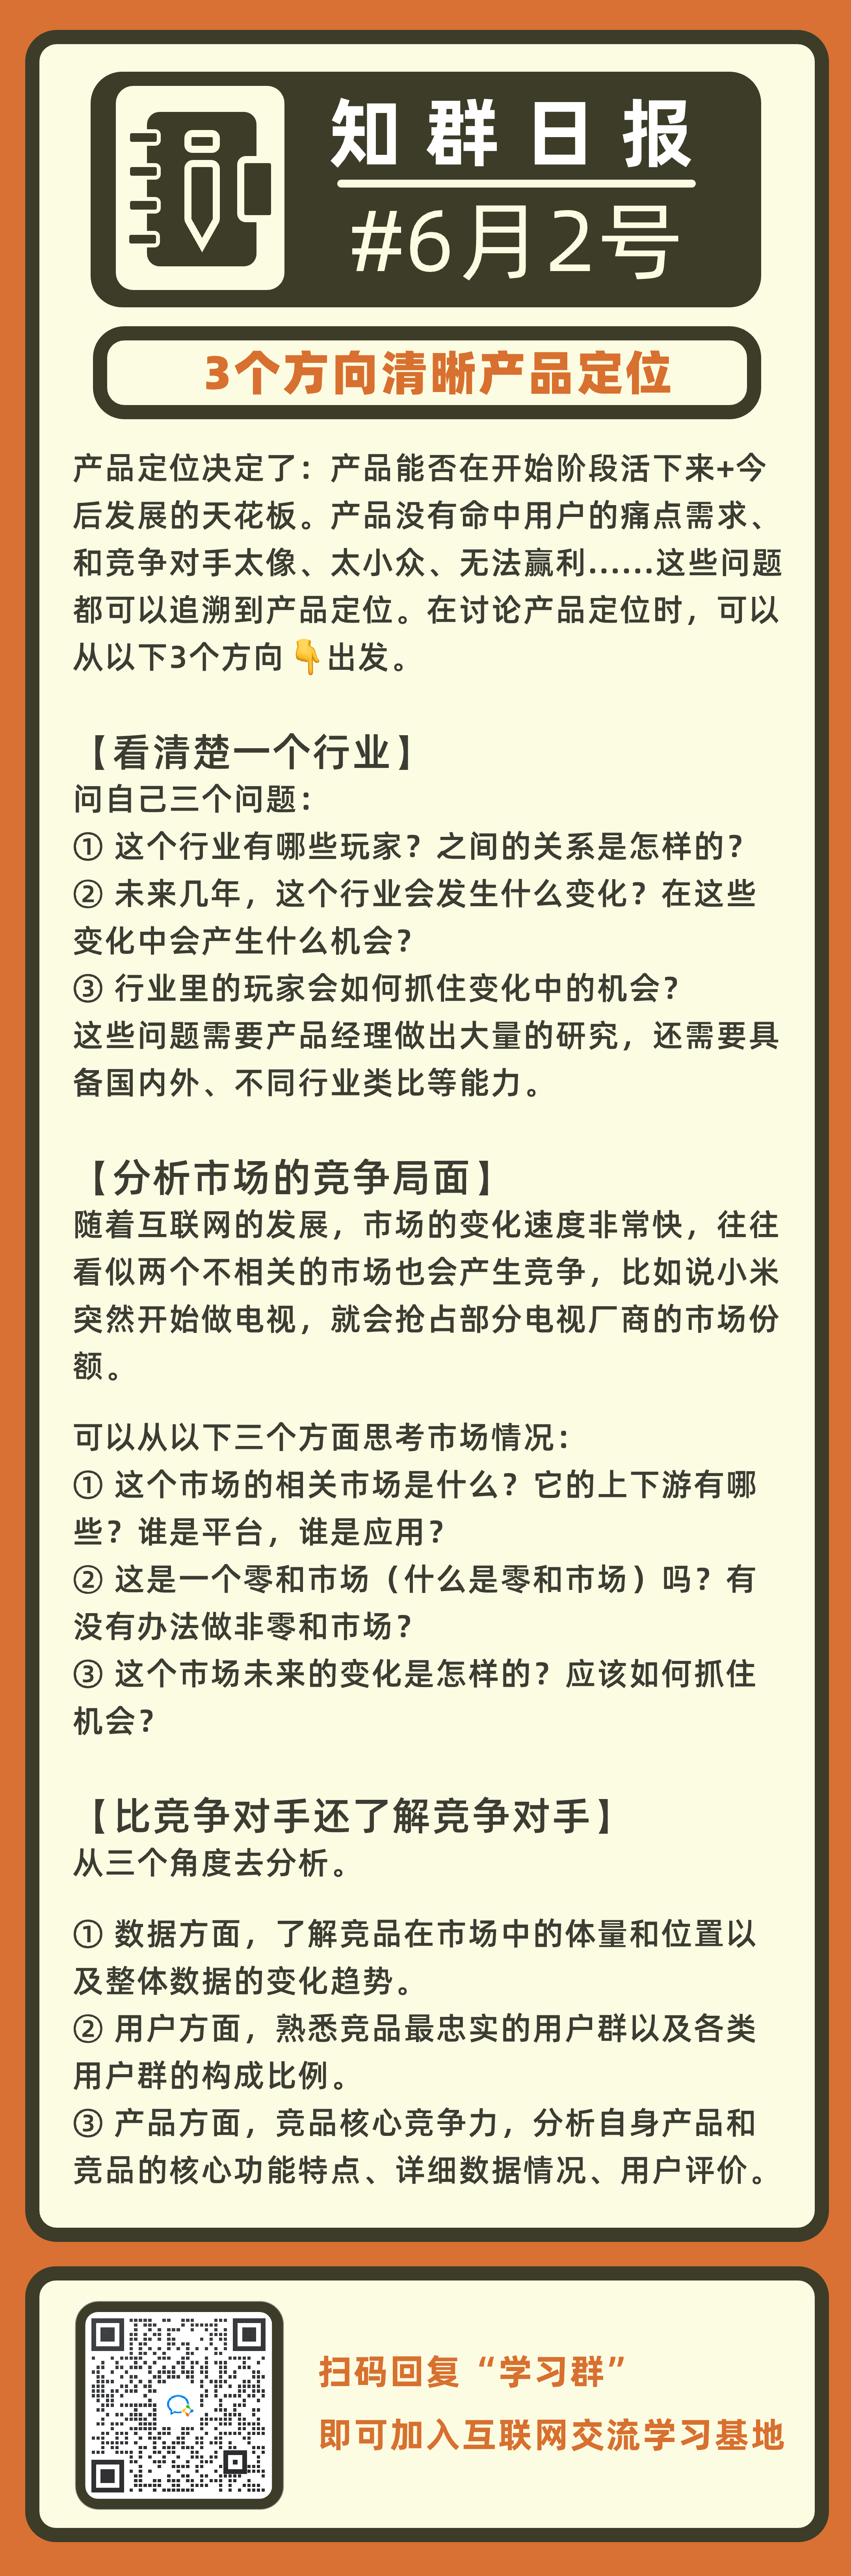 知群日报
#6月2号
3个方向清晰产品定位
产品定位决定了：产品能否在开始阶段活下来+今
后发展的天花板。产品没有命中用户的痛点需求、
和竞争对手太像、太小众、无法赢利……这些问题
都可以追溯到产品定位。在讨论产品定位时，可以
从以下3个方向👇出发。
【看清楚一个行业】
问自己三个问题：
① 这个行业有哪些玩家？之间的关系是怎样的？
② 未来几年，这个行业会发生什么变化？在这些
变化中会产生什么机会？
③ 行业里的玩家会如何抓住变化中的机会？
这些问题需要产品经理做出大量的研究，还需要具
备国内外、不同行业类比等能力。
【分析市场的竞争局面】
随着互联网的发展，市场的变化速度非常快，往往
看似两个不相关的市场也会产生竞争，比如说小米
突然开始做电视，就会抢占部分电视厂商的市场份
额。
可以从以下三个方面思考市场情况：
① 这个市场的相关市场是什么？它的上下游有哪
些？谁是平台，谁是应用？
② 这是一个零和市场（什么是零和市场）吗？有
没有办法做非零和市场？
③ 这个市场未来的变化是怎样的？应该如何抓住
机会？
【比竞争对手还了解竞争对手】
从三个角度去分析。
① 数据方面，了解竞品在市场中的体量和位置以
及整体数据的变化趋势。
② 用户方面，熟悉竞品最忠实的用户群以及各类
用户群的构成比例。
③ 产品方面，竞品核心竞争力，分析自身产品和
竞品的核心功能特点、详细数据情况、用户评价。
扫码回复“学习群”
即可加入互联网交流学习基地